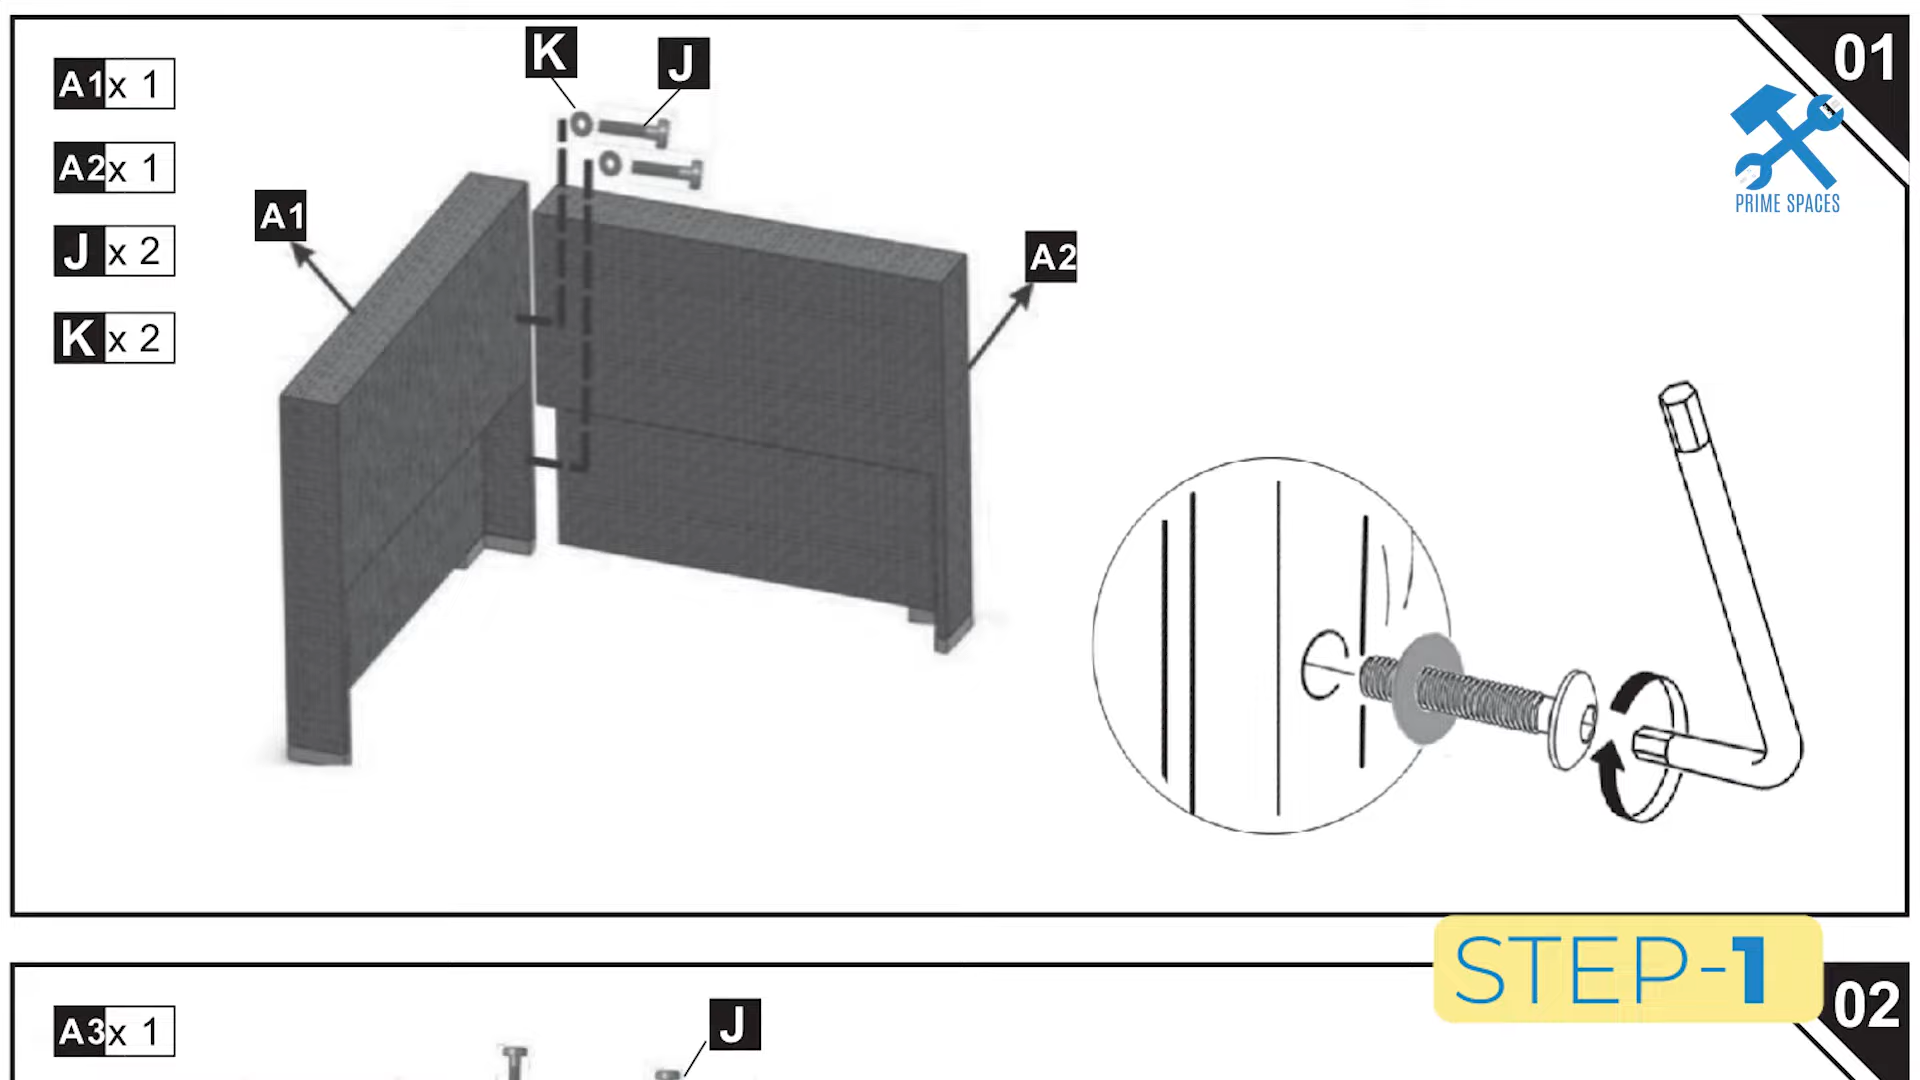 01
PRIME SPACES
A1 x 1
A2 x 1
J x 2
K x 2
K
J
A1
A2
STEP-1
02
A3 x 1
J